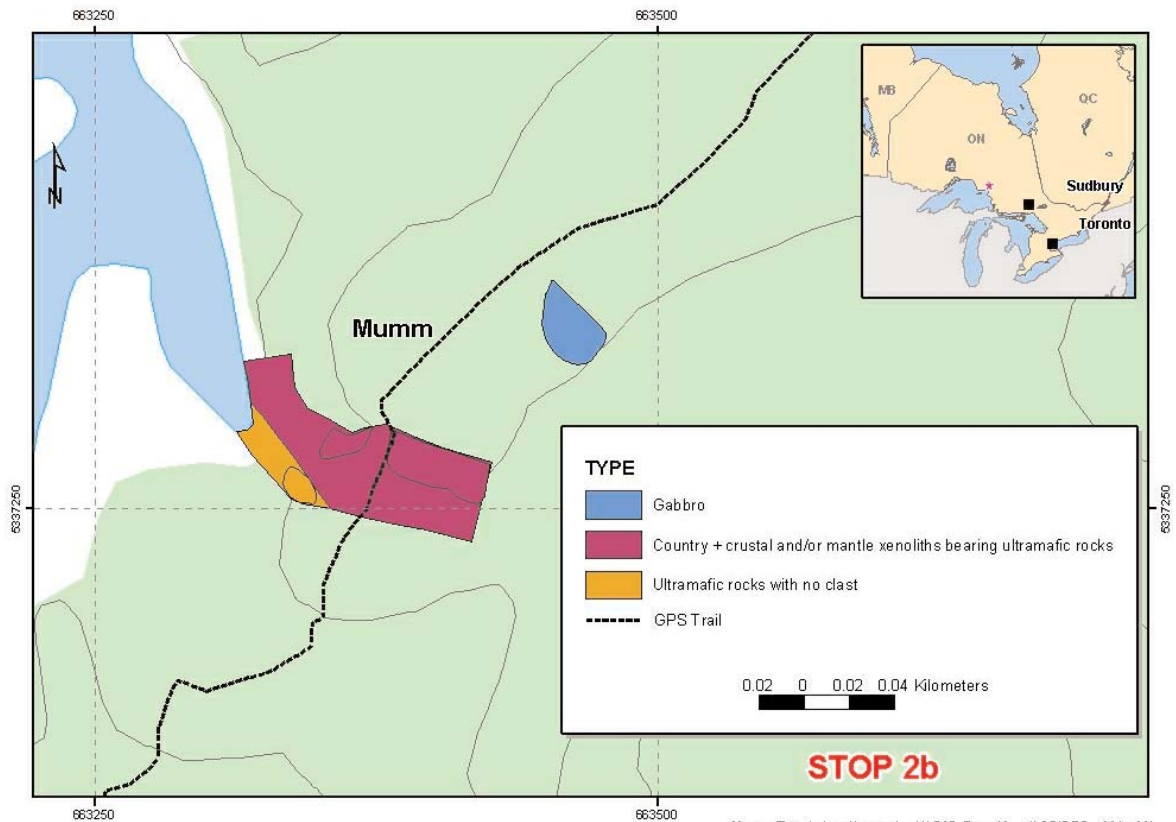 663250 663500
MB
QC
ON
N
Sudbury
Toronto
Mumm
6337250
6337250
TYPE
Gabbro
Country + crustal and/or mantle xenoliths bearing ultramafic rocks
Ultramafic rocks with no clast
GPS Trail
0.02 0 0.02 0.04 Kilometers
STOP 2b
663250 663500